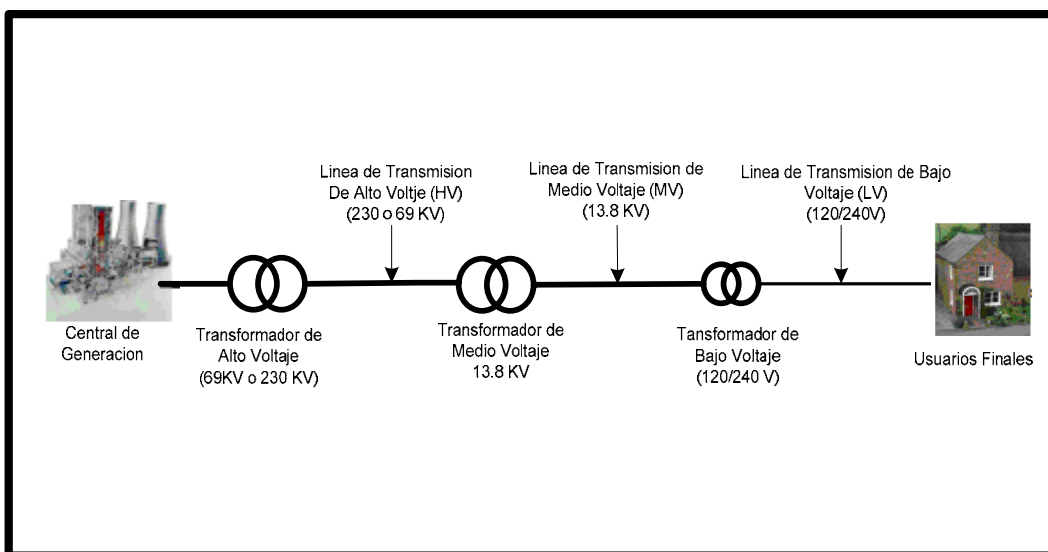 Linea de Transmision
De Alto Voltje (HV)
(230 o 69 KV)
Linea de Transmision de
Medio Voltaje (MV)
(13.8 KV)
Linea de Transmision de Bajo
Voltaje (LV)
(120/240V)
Central de
Generacion
Transformador de
Alto Voltaje
(69KV o 230 KV)
Transformador de
Medio Voltaje
13.8 KV
Tansformador de
Bajo Voltaje
(120/240 V)
Usuarios Finales